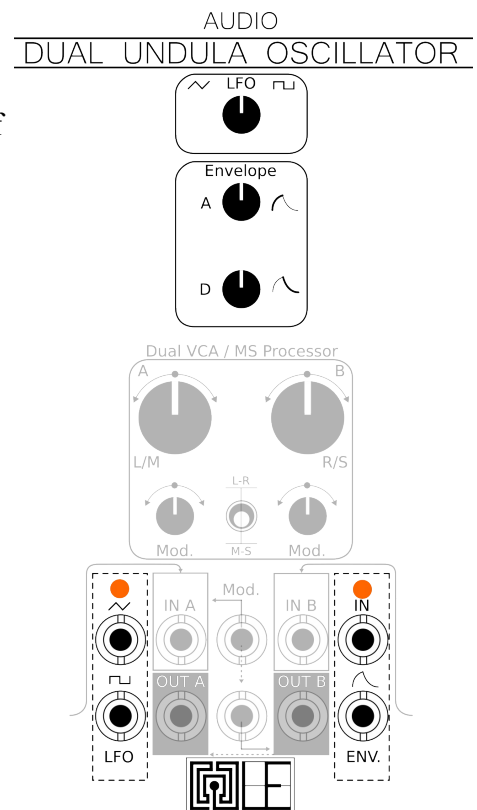 AUDIO
DUAL UNDULA OSCILLATOR
LFO
f
Envelope
A
D
Dual VCA / MS Processor
A B
L/M R/S
L-R
Mod. M-S Mod.
IN A Mod. IN B IN
OUT A OUT B
LFO ENV.